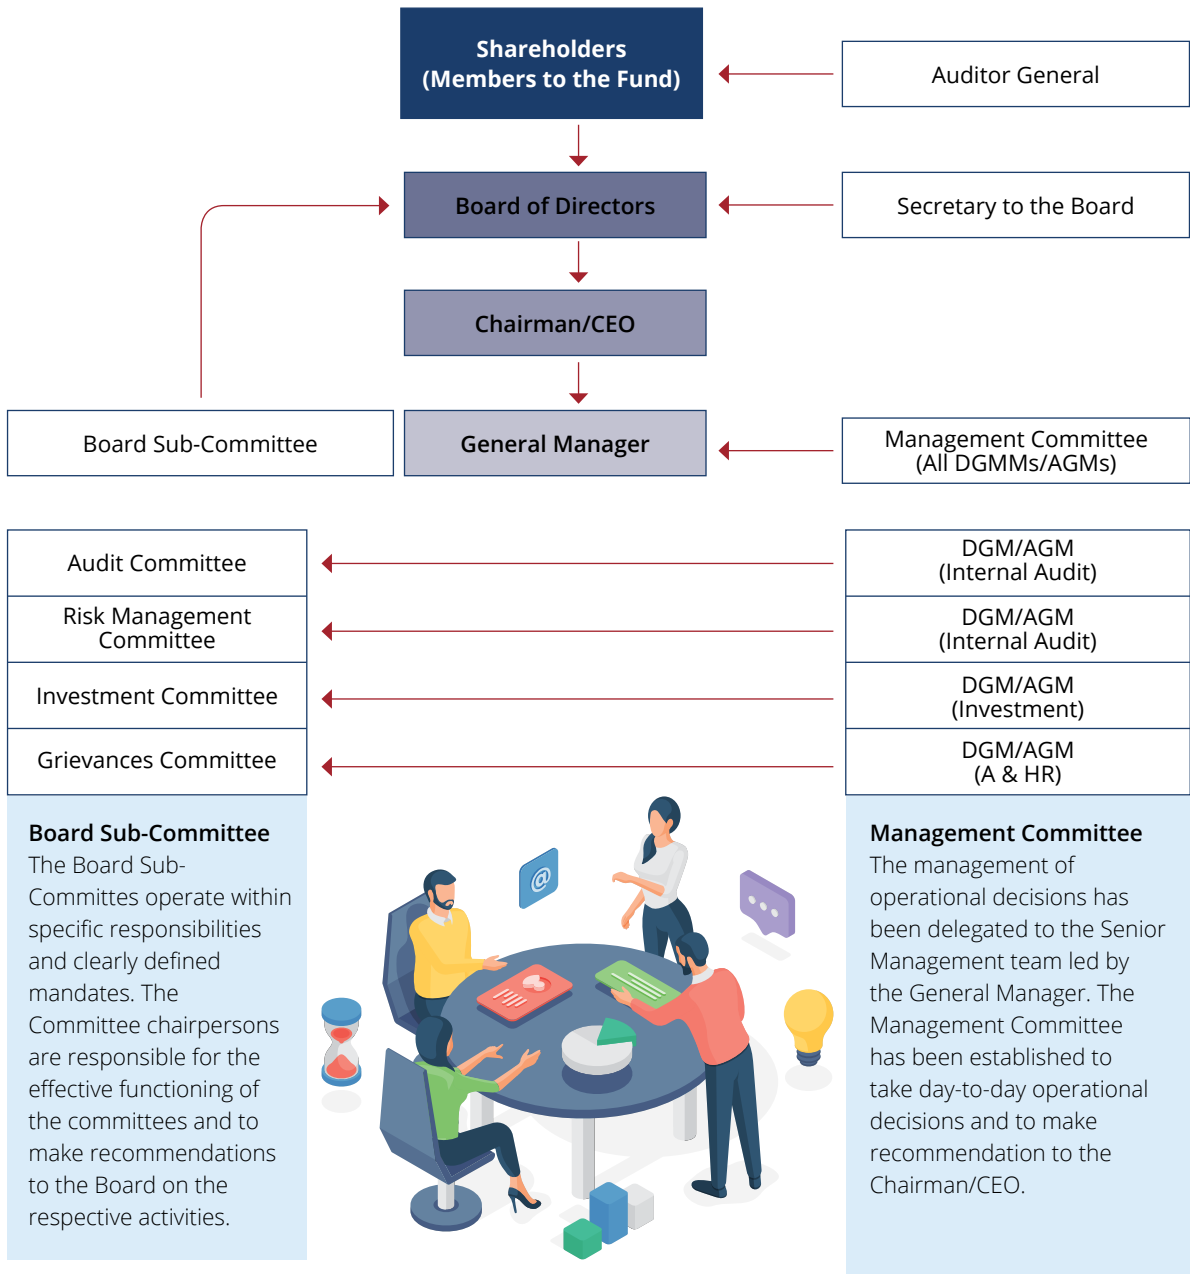 Shareholders
(Members to the Fund)
Auditor General
Board of Directors
Secretary to the Board
Chairman/CEO
Board Sub-Committee
General Manager
Management Committee
(All DGMMs/AGMs)
Audit Committee
DGM/AGM
(Internal Audit)
Risk Management
Committee
DGM/AGM
(Internal Audit)
Investment Committee
DGM/AGM
(Investment)
Grievances Committee
DGM/AGM
(A & HR)
Board Sub-Committee
The Board Sub-
Committes operate within
specific responsibilities
and clearly defined
mandates. The
Committee chairpersons
are responsible for the
effective functioning of
the committees and to
make recommendations
to the Board on the
respective activities.
@
Management Committee
The management of
operational decisions has
been delegated to the Senior
Management team led by
the General Manager. The
Management Committee
has been established to
take day-to-day operational
decisions and to make
recommendation to the
Chairman/CEO.